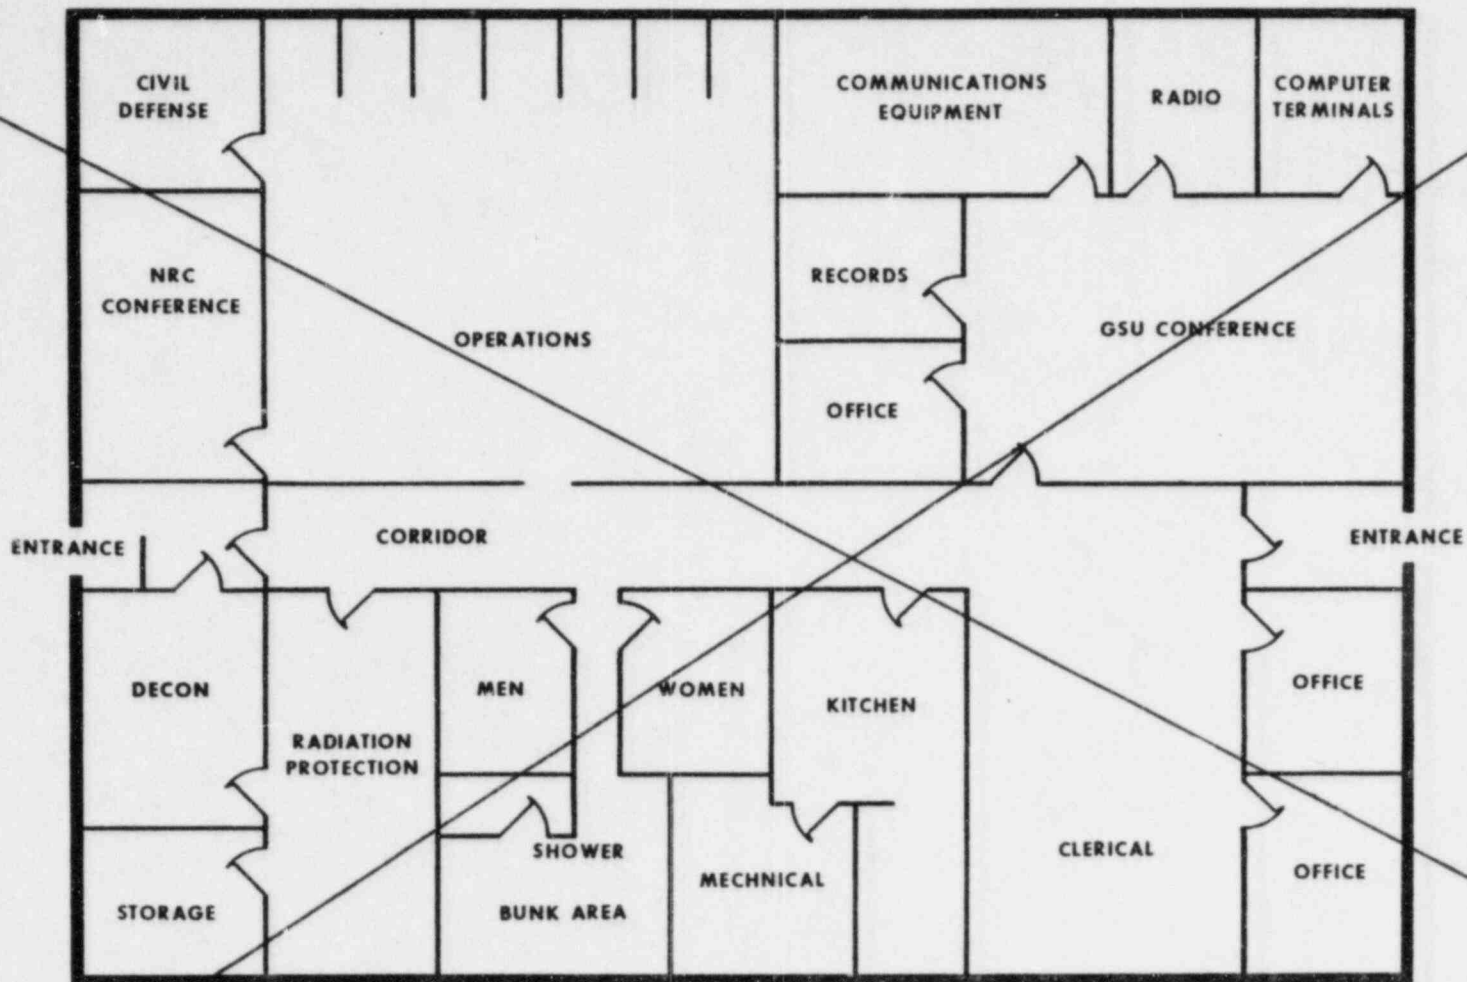 CIVIL
DEFENSE
COMMUNICATIONS
EQUIPMENT
RADIO
COMPUTER
TERMINALS
NRC
CONFERENCE
OPERATIONS
RECORDS
GSU CONFERENCE
OFFICE
ENTRANCE
CORRIDOR
ENTRANCE
DECON
RADIATION
PROTECTION
MEN
WOMEN
KITCHEN
OFFICE
SHOWER
BUNK AREA
MECHNICAL
CLERICAL
OFFICE
STORAGE